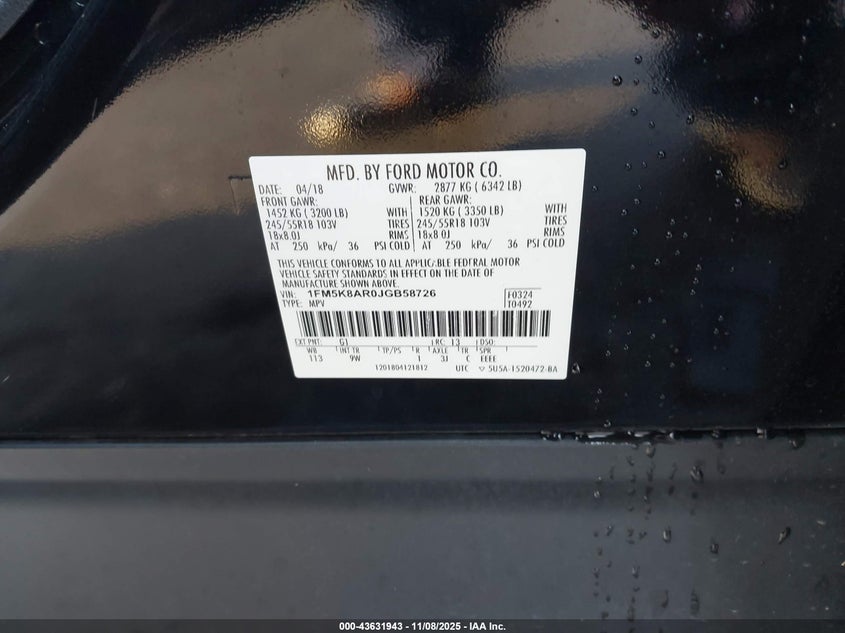 MFD. BY FORD MOTOR CO.
DATE: 04/18 GVWR: 2877 KG ( 6342 LB)
FRONT GAWR: REAR GAWR:
1452 KG ( 3200 LB) WITH 1520 KG ( 3350 LB) WITH
245/55R18 103V TIRES 245/55R18 103V TIRES
18x8.0J RIMS 18x8.0J RIMS
AT 250 kPa/ 36 PSI COLD AT 250 kPa/ 36 PSI COLD
THIS VEHICLE CONFORMS TO ALL APPLICABLE FEDERAL MOTOR
VEHICLE SAFETY STANDARDS IN EFFECT ON THE DATE OF
MANUFACTURE SHOWN ABOVE.
VIN: 1FM5K8AR0JGB58726 F0324
TYPE: MPV T0492
EXT PNT: G1 RC: 13 DSO:
WB INT TR TP/PS R AXLE TR SPR
113 9W 1 3J C EEEE
1201804121812 UTC ▽ 5U5A-1520472-BA
000-43631943 - 11/08/2025 - IAA Inc.